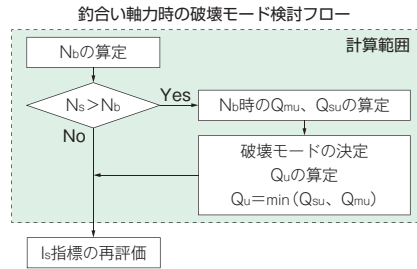 釣合い軸力時の破壊モード検討フロー
計算範囲
Nbの算定
Ns>Nb
Yes
No
Nb時のQmu、Qsuの算定
破壊モードの決定
Quの算定
Qu=min(Qsu、Qmu)
Is指標の再評価